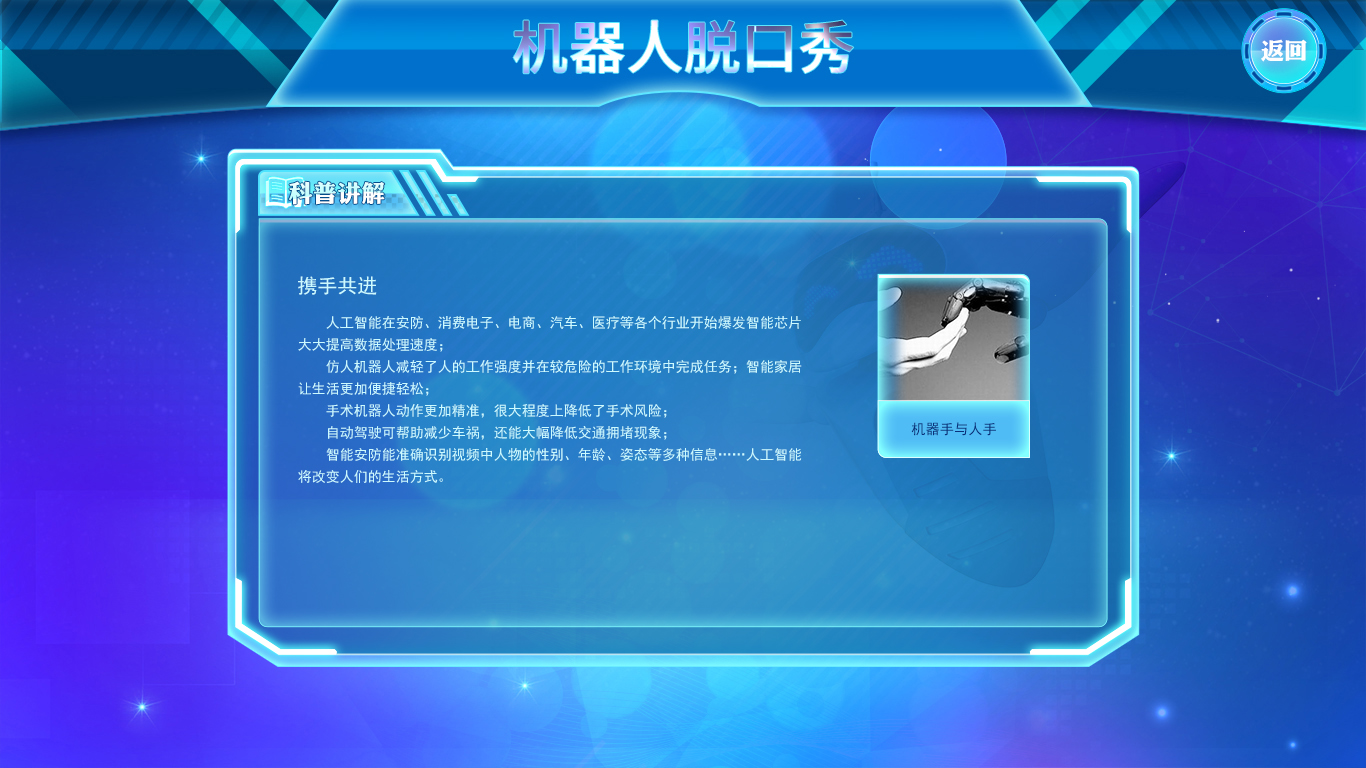 机器人脱口秀
返回
科普讲解
携手共进
人工智能在安防、消费电子、电商、汽车、医疗等各个行业开始爆发智能芯片
大大提高数据处理速度；
仿人机器人减轻了人的工作强度并在较危险的工作环境中完成任务；智能家居
让生活更加便捷轻松；
手术机器人动作更加精准，很大程度上降低了手术风险；
自动驾驶可帮助减少车祸，还能大幅降低交通拥堵现象；
智能安防能准确识别视频中人物的性别、年龄、姿态等多种信息……人工智能
将改变人们的生活方式。
机器手与人手